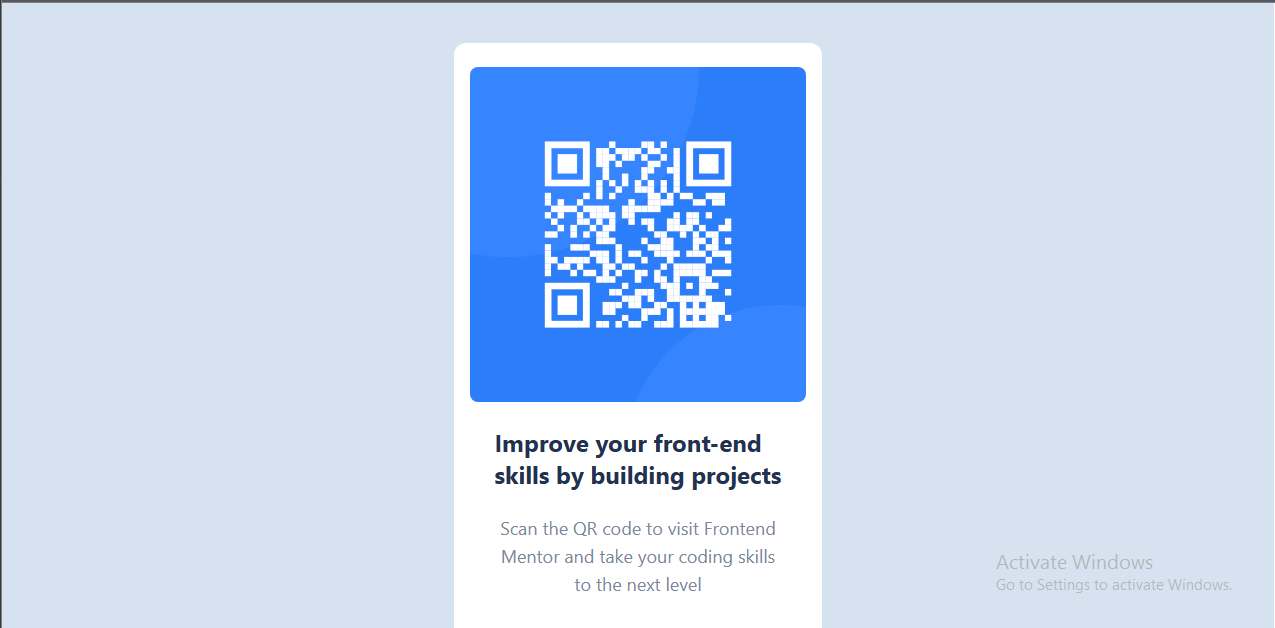 Improve your front-end
skills by building projects
Scan the QR code to visit Frontend
Mentor and take your coding skills
to the next level
Activate Windows
Go to Settings to activate Windows.